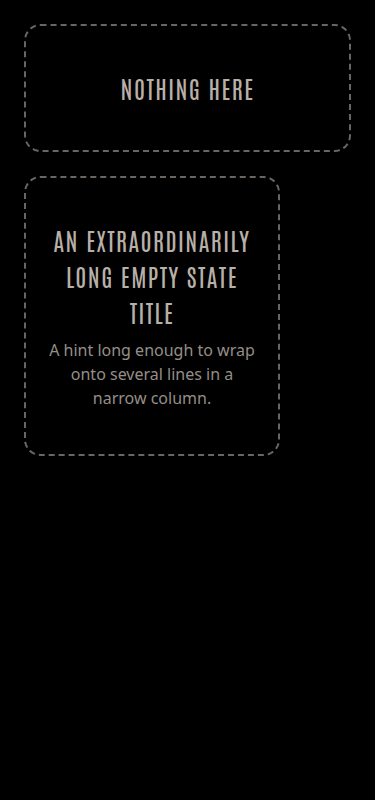 NOTHING HERE
AN EXTRAORDINARILY
LONG EMPTY STATE
TITLE
A hint long enough to wrap
onto several lines in a
narrow column.